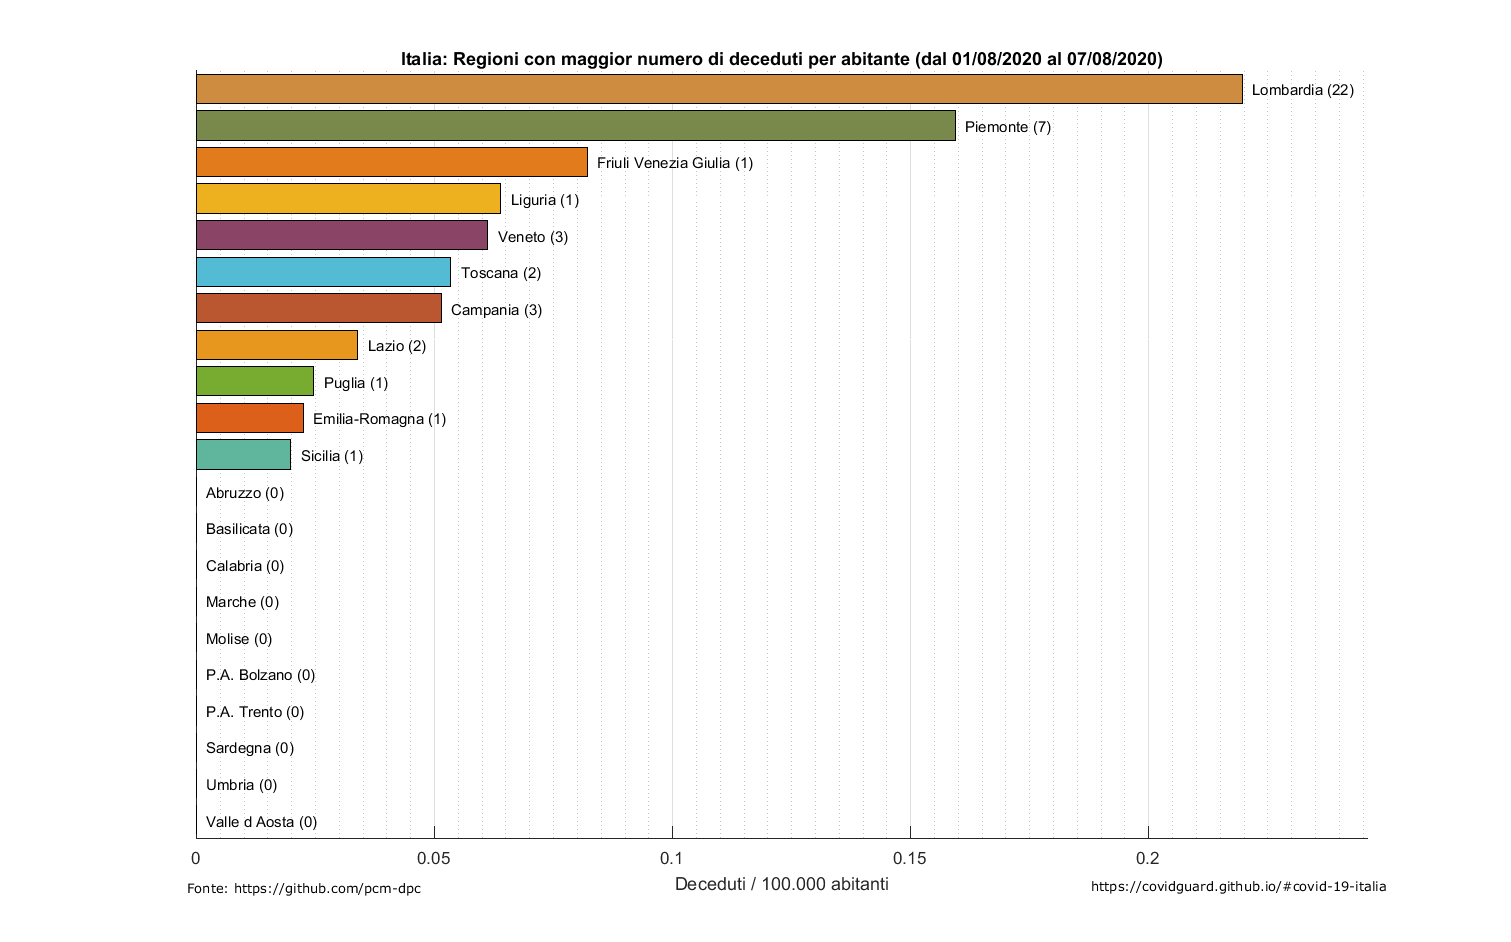 Italia: Regioni con maggior numero di deceduti per abitante (dal 01/08/2020 al 07/08/2020)
Lombardia (22)
Piemonte (7)
Friuli Venezia Giulia (1)
Liguria (1)
Veneto (3)
Toscana (2)
Campania (3)
Lazio (2)
Puglia (1)
Emilia-Romagna (1)
Sicilia (1)
Abruzzo (0)
Basilicata (0)
Calabria (0)
Marche (0)
Molise (0)
P.A. Bolzano (0)
P.A. Trento (0)
Sardegna (0)
Umbria (0)
Valle d Aosta (0)
0 0.05 0.1 0.15 0.2
Deceduti / 100.000 abitanti
Fonte: https://github.com/pcm-dpc
https://covidguard.github.io/#covid-19-italia